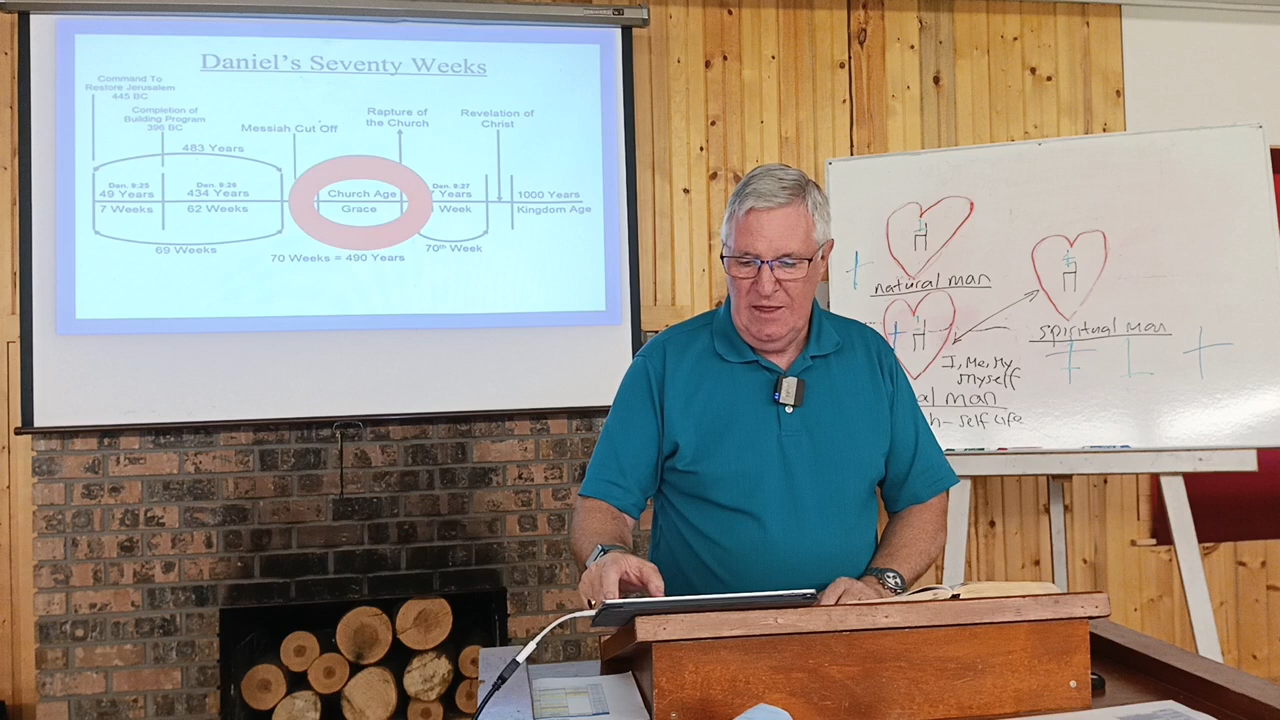 Daniel's Seventy Weeks
Command To
Restore Jerusalem
445 BC
Completion of
Building Program
396 BC
Messiah Cut Off
Rapture of
the Church
Revelation of
Christ
483 Years
Dan. 9:25
49 Years
7 Weeks
Dan. 9:26
434 Years
62 Weeks
Church Age
Grace
Dan. 9:27
Years
Week
1000 Years
Kingdom Age
69 Weeks
70th Week
70 Weeks = 490 Years
natural man
spiritual man
I, Me, My
myself
al man
h - self life